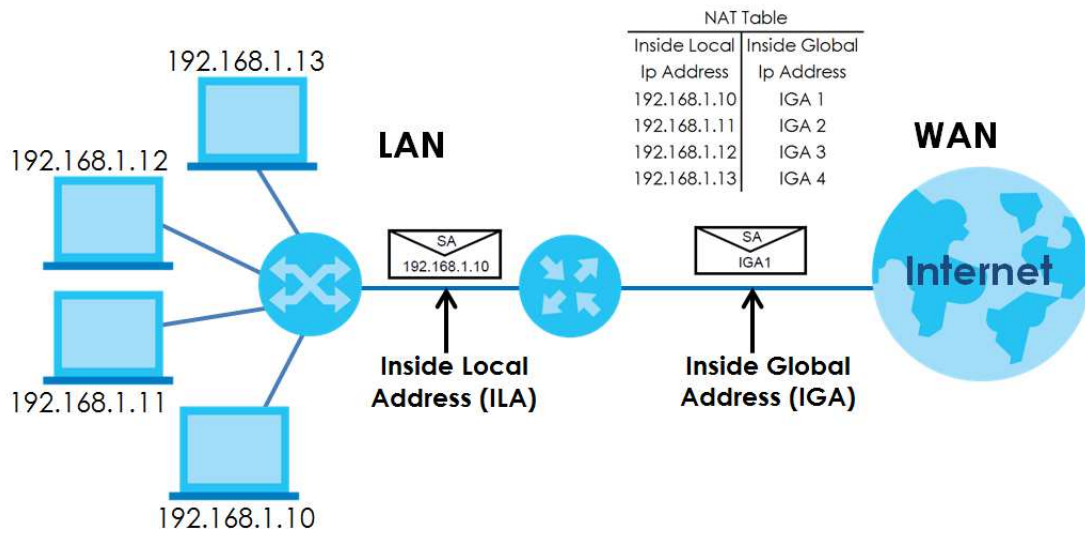 NAT Table
Inside Local Inside Global
Ip Address Ip Address
192.168.1.10 IGA 1
192.168.1.11 IGA 2
192.168.1.12 IGA 3
192.168.1.13 IGA 4
192.168.1.13
LAN
WAN
192.168.1.12
SA
192.168.1.10
SA
IGA1
Internet
Inside Local
Address (ILA)
Inside Global
Address (IGA)
192.168.1.11
192.168.1.10